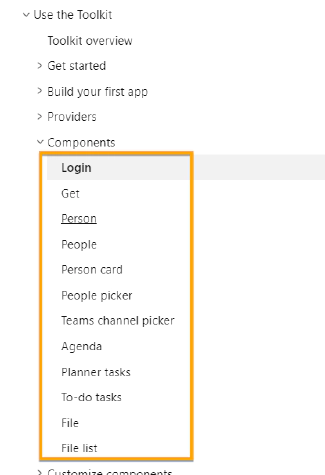 Use the Toolkit
Toolkit overview
Get started
Build your first app
Providers
Components
Login
Get
Person
People
Person card
People picker
Teams channel picker
Agenda
Planner tasks
To-do tasks
File
File list
Customize components